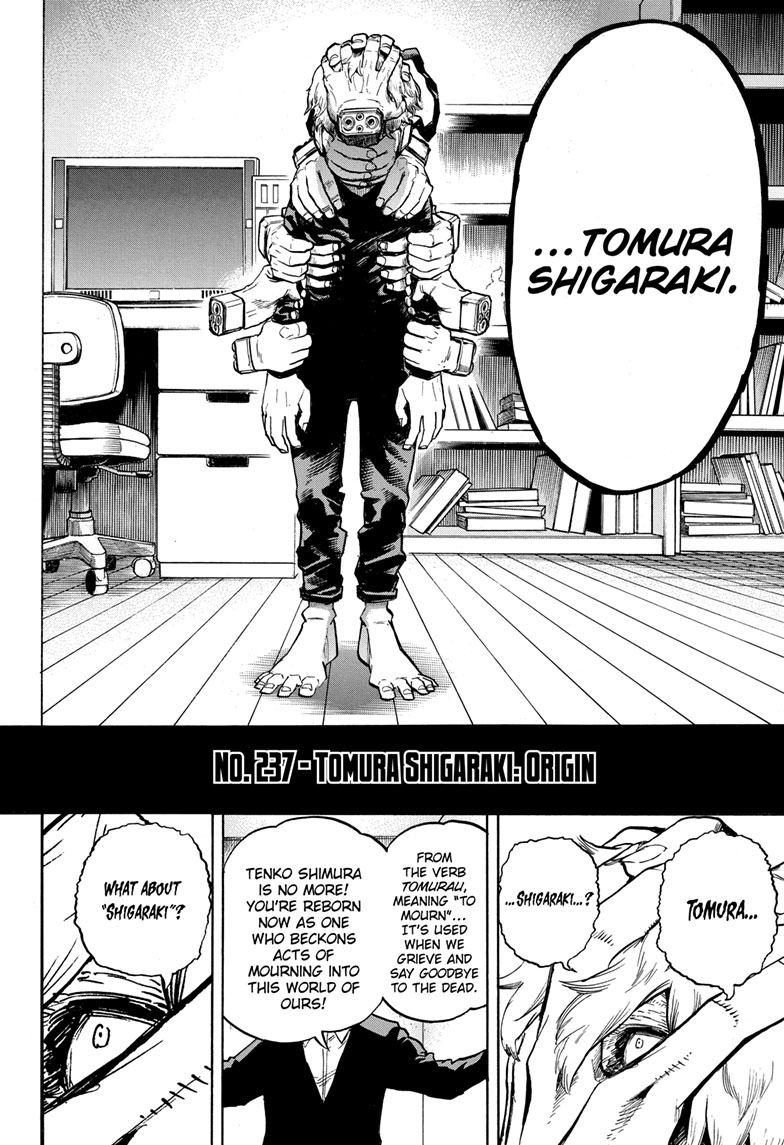 ...TOMURA
SHIGARAKI.
NO. 237 - TOMURA SHIGARAKI: ORIGIN
TOMURA...
...SHIGARAKI...?
FROM
THE VERB
TOMURAU,
MEANING "TO
MOURN"...
IT'S USED
WHEN WE
GRIEVE AND
SAY GOODBYE
TO THE DEAD.
TENKO SHIMURA
IS NO MORE!
YOU'RE REBORN
NOW AS ONE
WHO BECKONS
ACTS OF
MOURNING INTO
THIS WORLD OF
OURS!
WHAT ABOUT
"SHIGARAKI"?